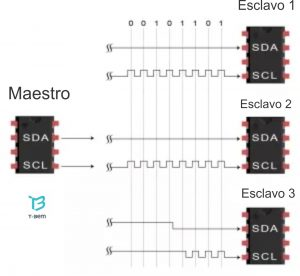 Esclavo 1
0 0 1 0 1 1 1 0 1
SDA
SCL
Maestro
SDA
SCL
Esclavo 2
SDA
SCL
Esclavo 3
SDA
SCL
T-Bem